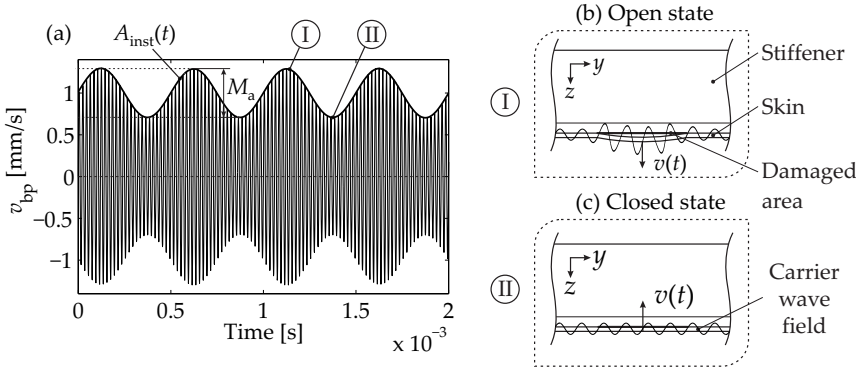 (a)
A_inst(t)
I
II
M_a
v_bp [mm/s]
1
0.5
0
−0.5
−1
0
0.5
1
1.5
2
Time [s]
x 10⁻³
(b) Open state
I
y
z
v(t)
Stiffener
Skin
Damaged
area
(c) Closed state
II
y
z
v(t)
Carrier
wave
field